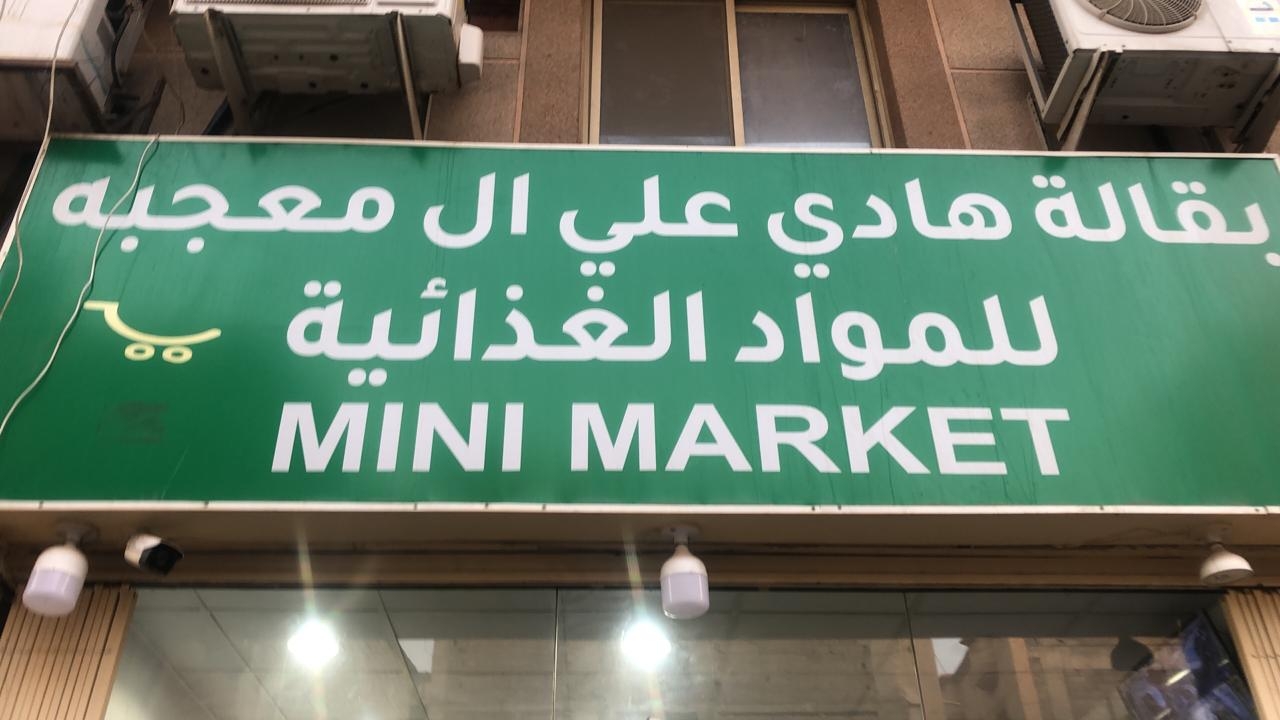 بقالة هادي علي ال معجبه
للمواد الغذائية
MINI MARKET